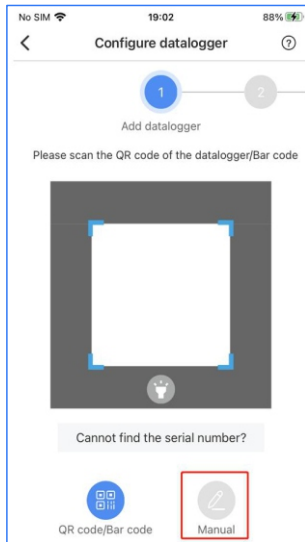 No SIM 19:02 88%
Configure datalogger ?
1 2
Add datalogger
Please scan the QR code of the datalogger/Bar code
Cannot find the serial number?
QR code/Bar code Manual